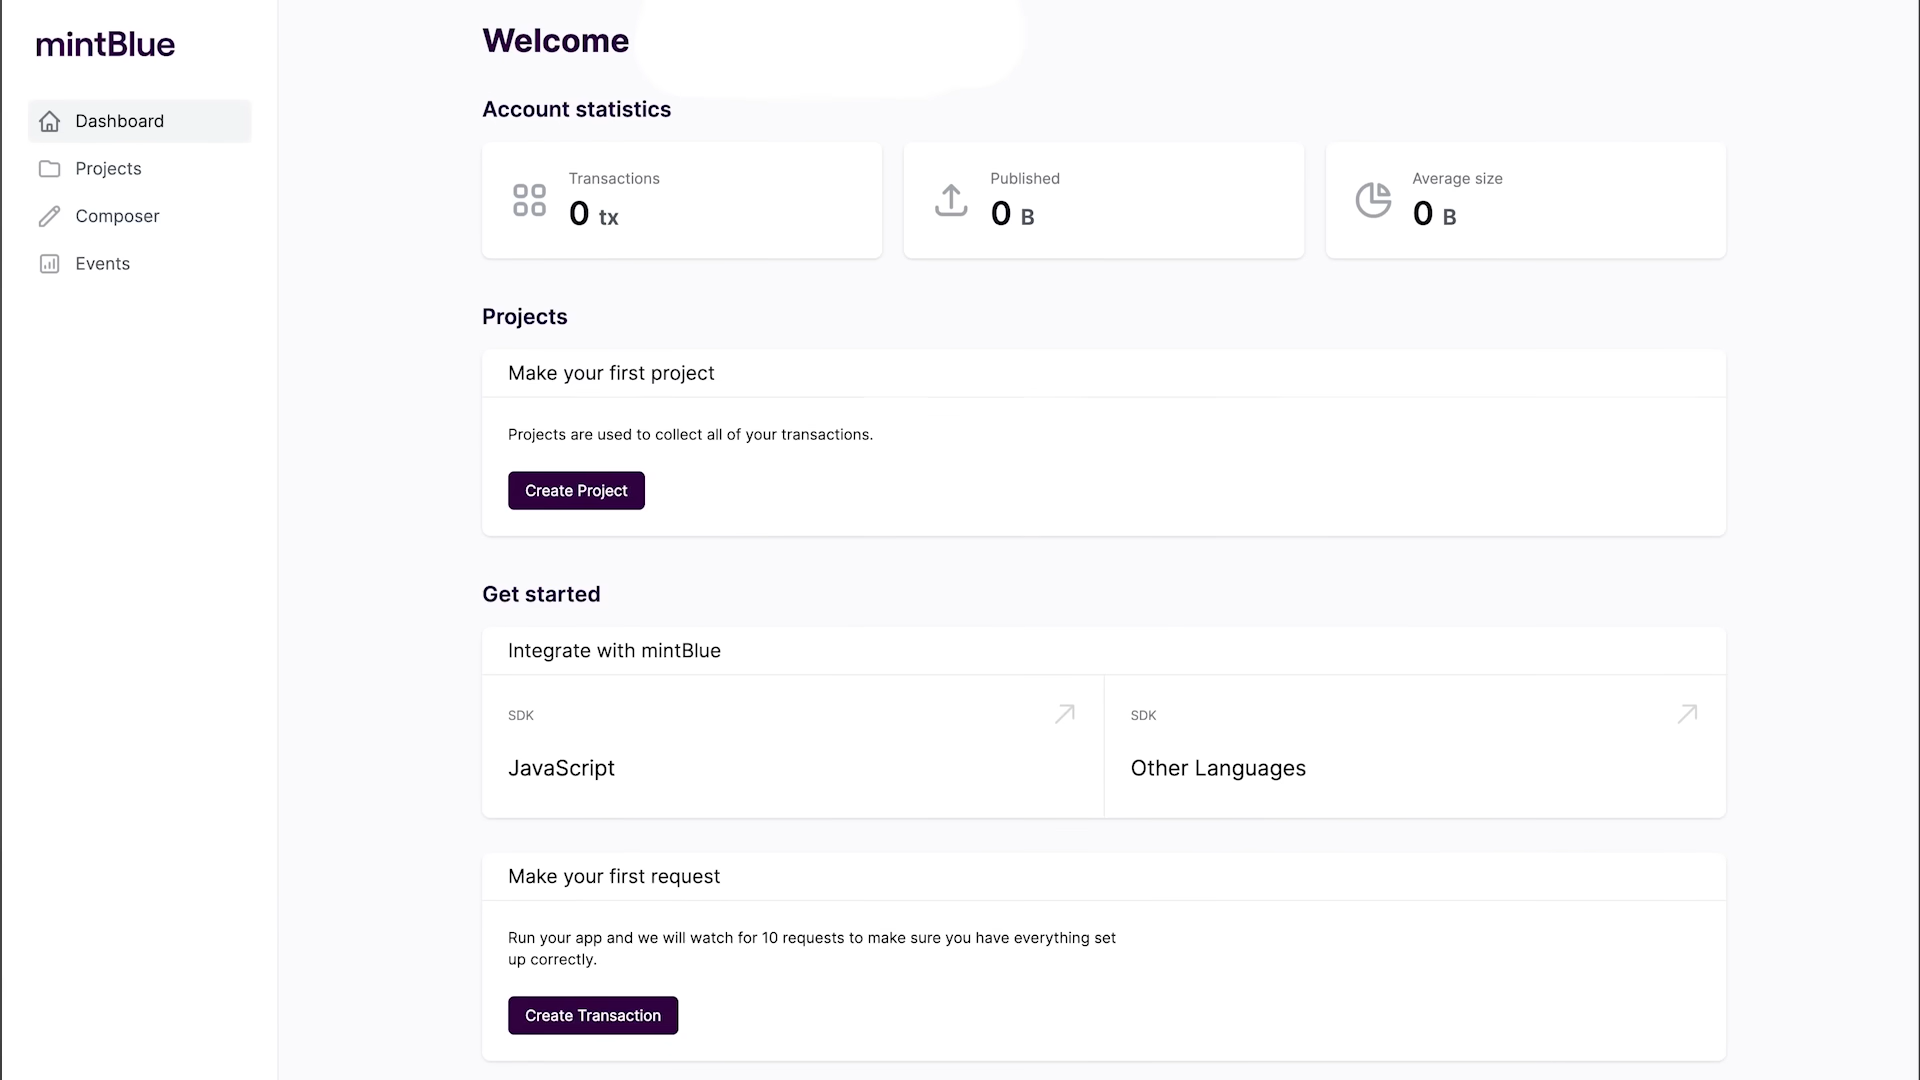 mintBlue
Dashboard
Projects
Composer
Events
Welcome
Account statistics
Transactions
0 tx
Published
0 B
Average size
0 B
Projects
Make your first project
Projects are used to collect all of your transactions.
Create Project
Get started
Integrate with mintBlue
SDK
JavaScript
SDK
Other Languages
Make your first request
Run your app and we will watch for 10 requests to make sure you have everything set
up correctly.
Create Transaction